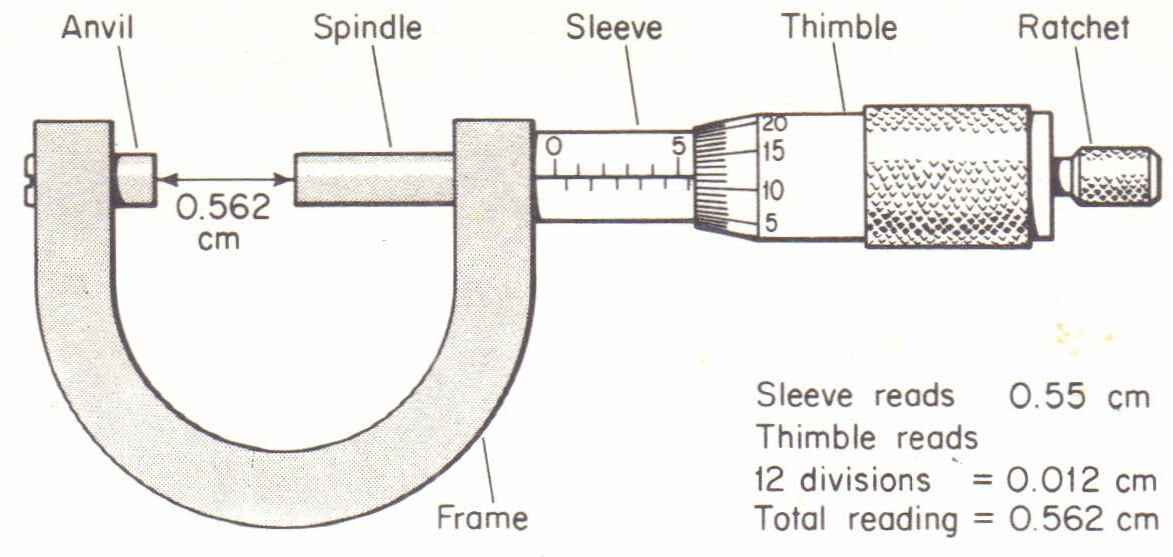 Anvil Spindle Sleeve Thimble Ratchet
0 5
20
15
10
5
0.562
cm
Sleeve reads 0.55 cm
Thimble reads
12 divisions = 0.012 cm
Total reading = 0.562 cm
Frame